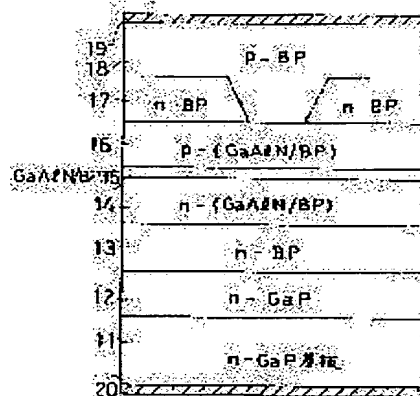 19
p-BP
18
17
n-BP n-BP
16
p-(GaAlN/BP)
GaAlN/BP 15
14
n-(GaAlN/BP)
13
n-BP
12
n-GaP
11
n-GaP基板
20